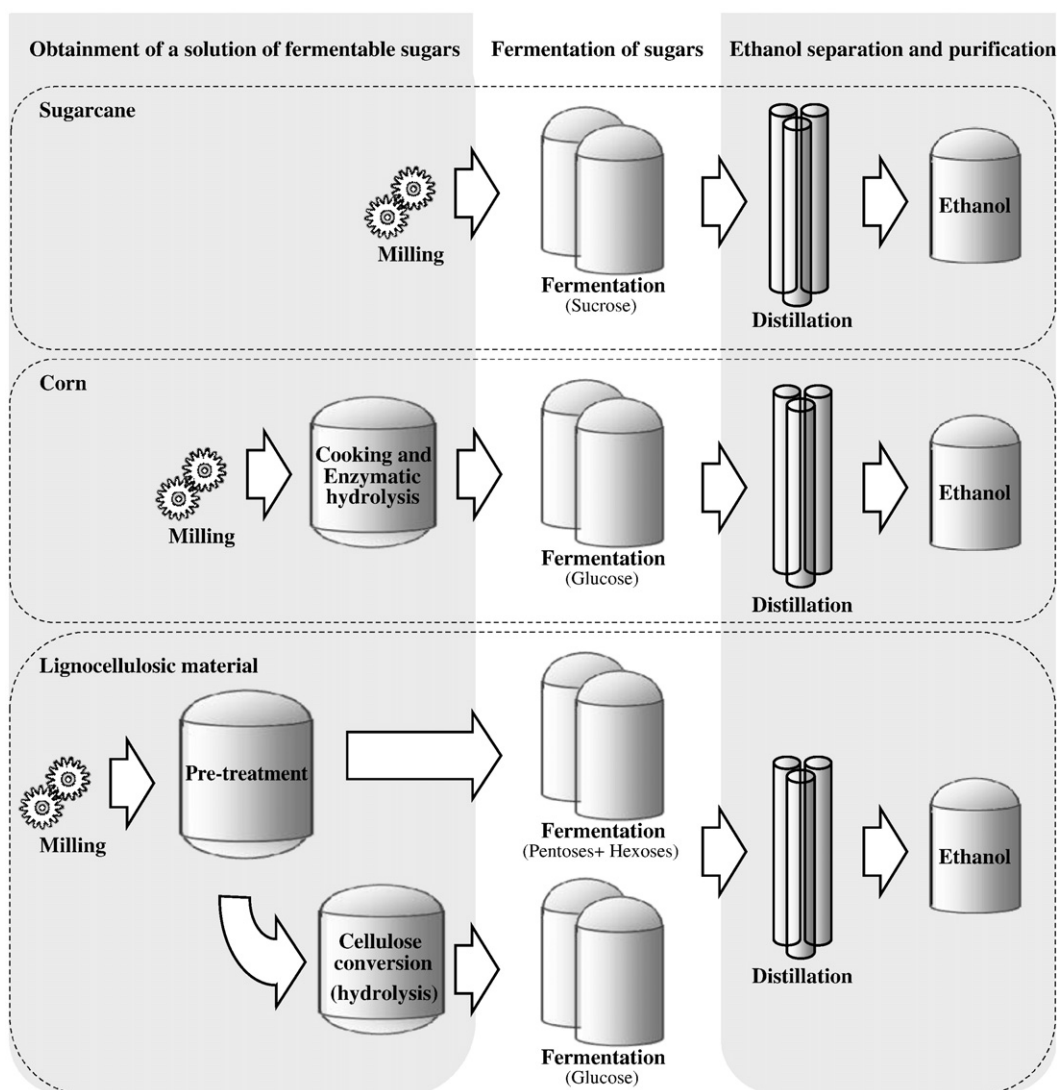 Obtainment of a solution of fermentable sugars
Fermentation of sugars
Ethanol separation and purification
Sugarcane
Milling
Fermentation
(Sucrose)
Distillation
Ethanol
Corn
Milling
Cooking and
Enzymatic
hydrolysis
Fermentation
(Glucose)
Distillation
Ethanol
Lignocellulosic material
Milling
Pre-treatment
Fermentation
(Pentoses+ Hexoses)
Cellulose
conversion
(hydrolysis)
Fermentation
(Glucose)
Distillation
Ethanol